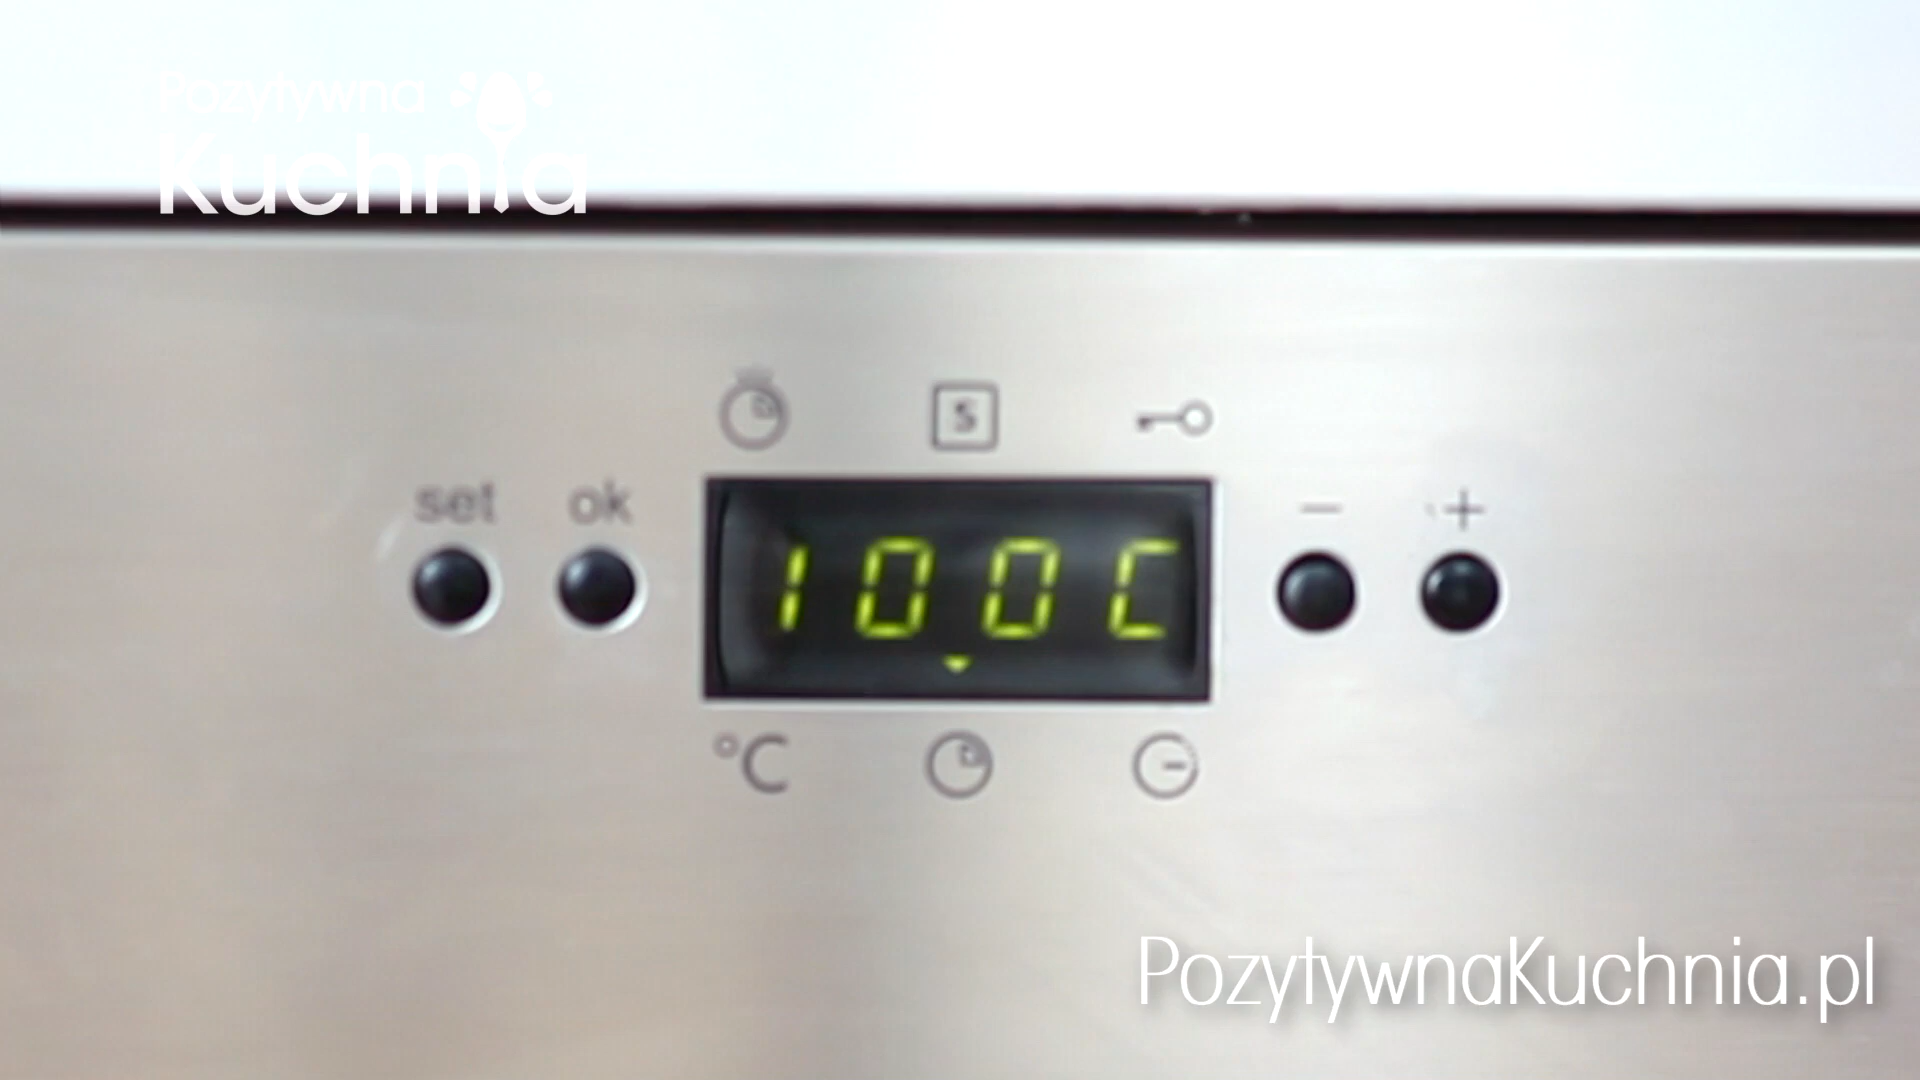 Pozytywna
Kuchnia
S
set ok
100C
− +
°C
PozytywnaKuchnia.pl